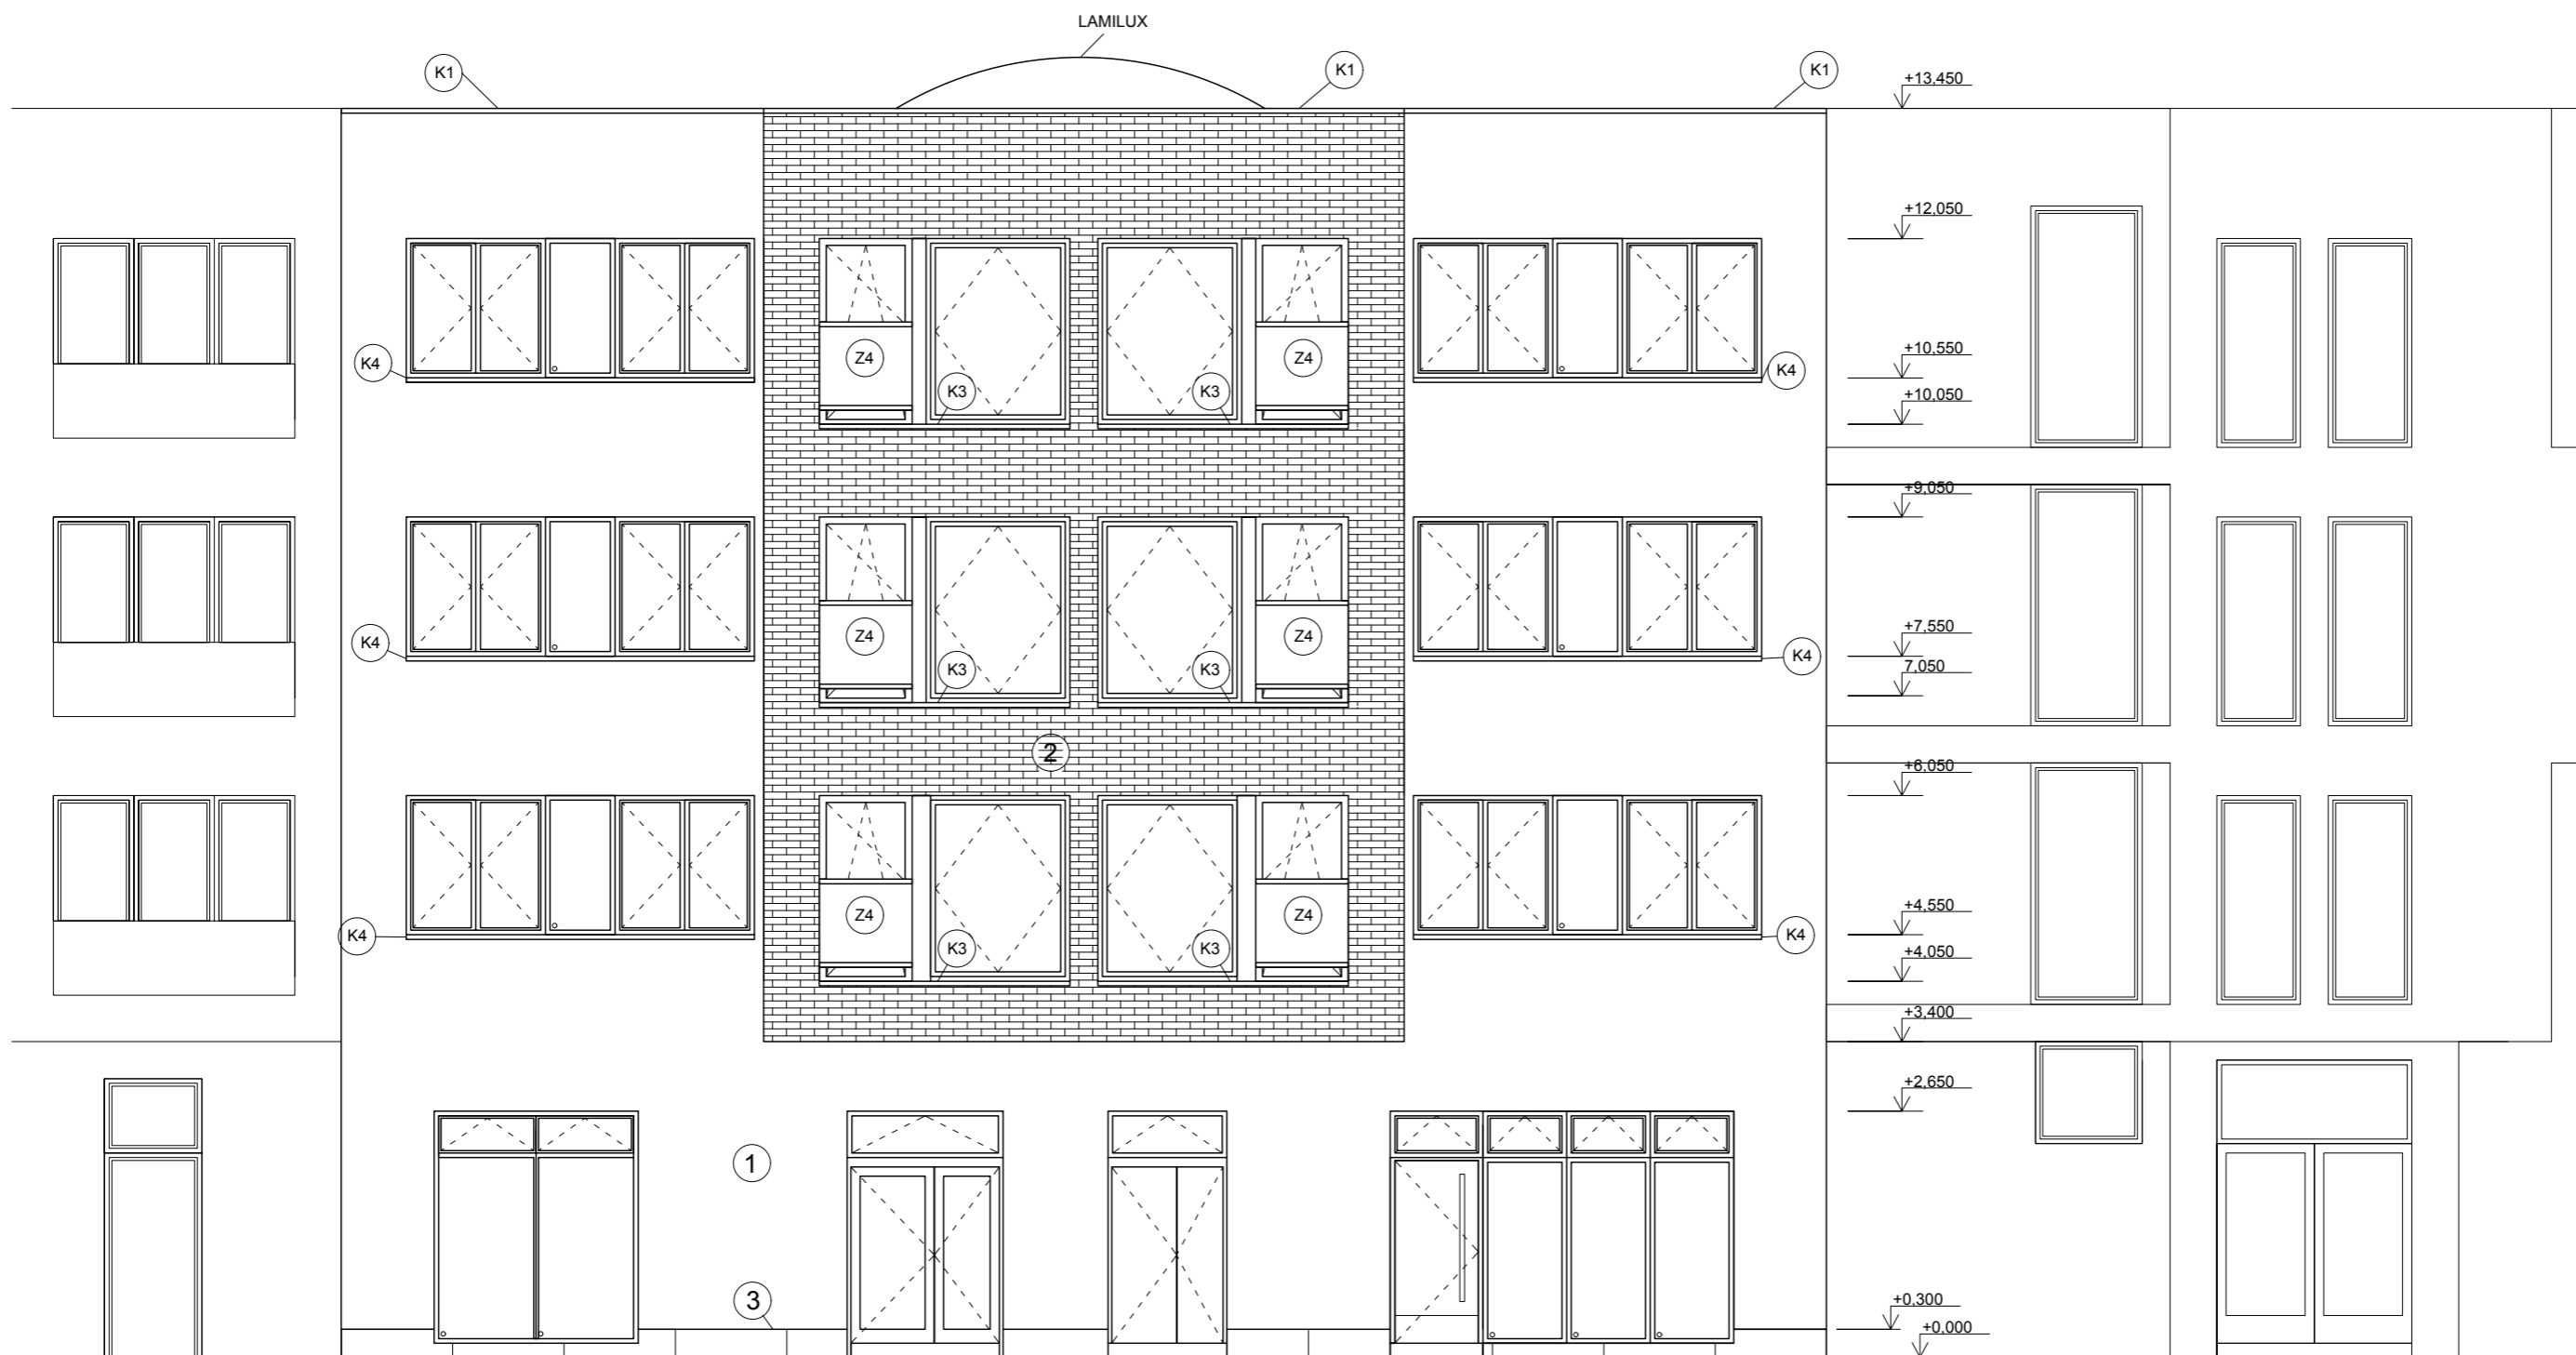 LAMILUX
K1
K1
K1
+13,450
+12,050
+10,550
K4
Z4
Z4
K4
+10,050
K3
K3
+9,050
+7,550
K4
Z4
Z4
K4
7,050
K3
K3
2
+6,050
+4,550
Z4
Z4
K4
K4
+4,050
K3
K3
+3,400
+2,650
1
3
+0,300
+0,000